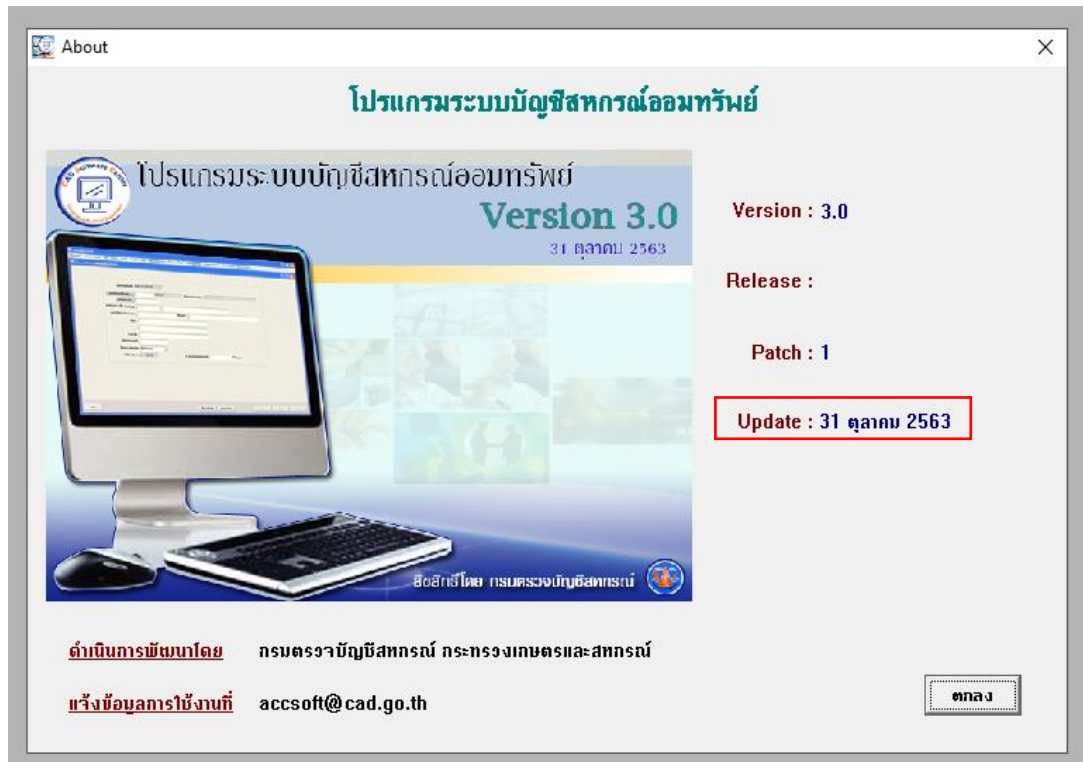 About
โปรแกรมระบบบัญชีสหกรณ์ออมทรัพย์
โปรแกรมระบบบัญชีสหกรณ์ออมทรัพย์
Version 3.0
31 ตุลาคม 2563
Version : 3.0
Release :
Patch : 1
Update : 31 ตุลาคม 2563
ลิขสิทธิ์โดย กรมตรวจบัญชีสหกรณ์
ดำเนินการพัฒนาโดย กรมตรวจบัญชีสหกรณ์ กระทรวงเกษตรและสหกรณ์
แจ้งข้อมูลการใช้งานที่ accsoft@cad.go.th
ตกลง